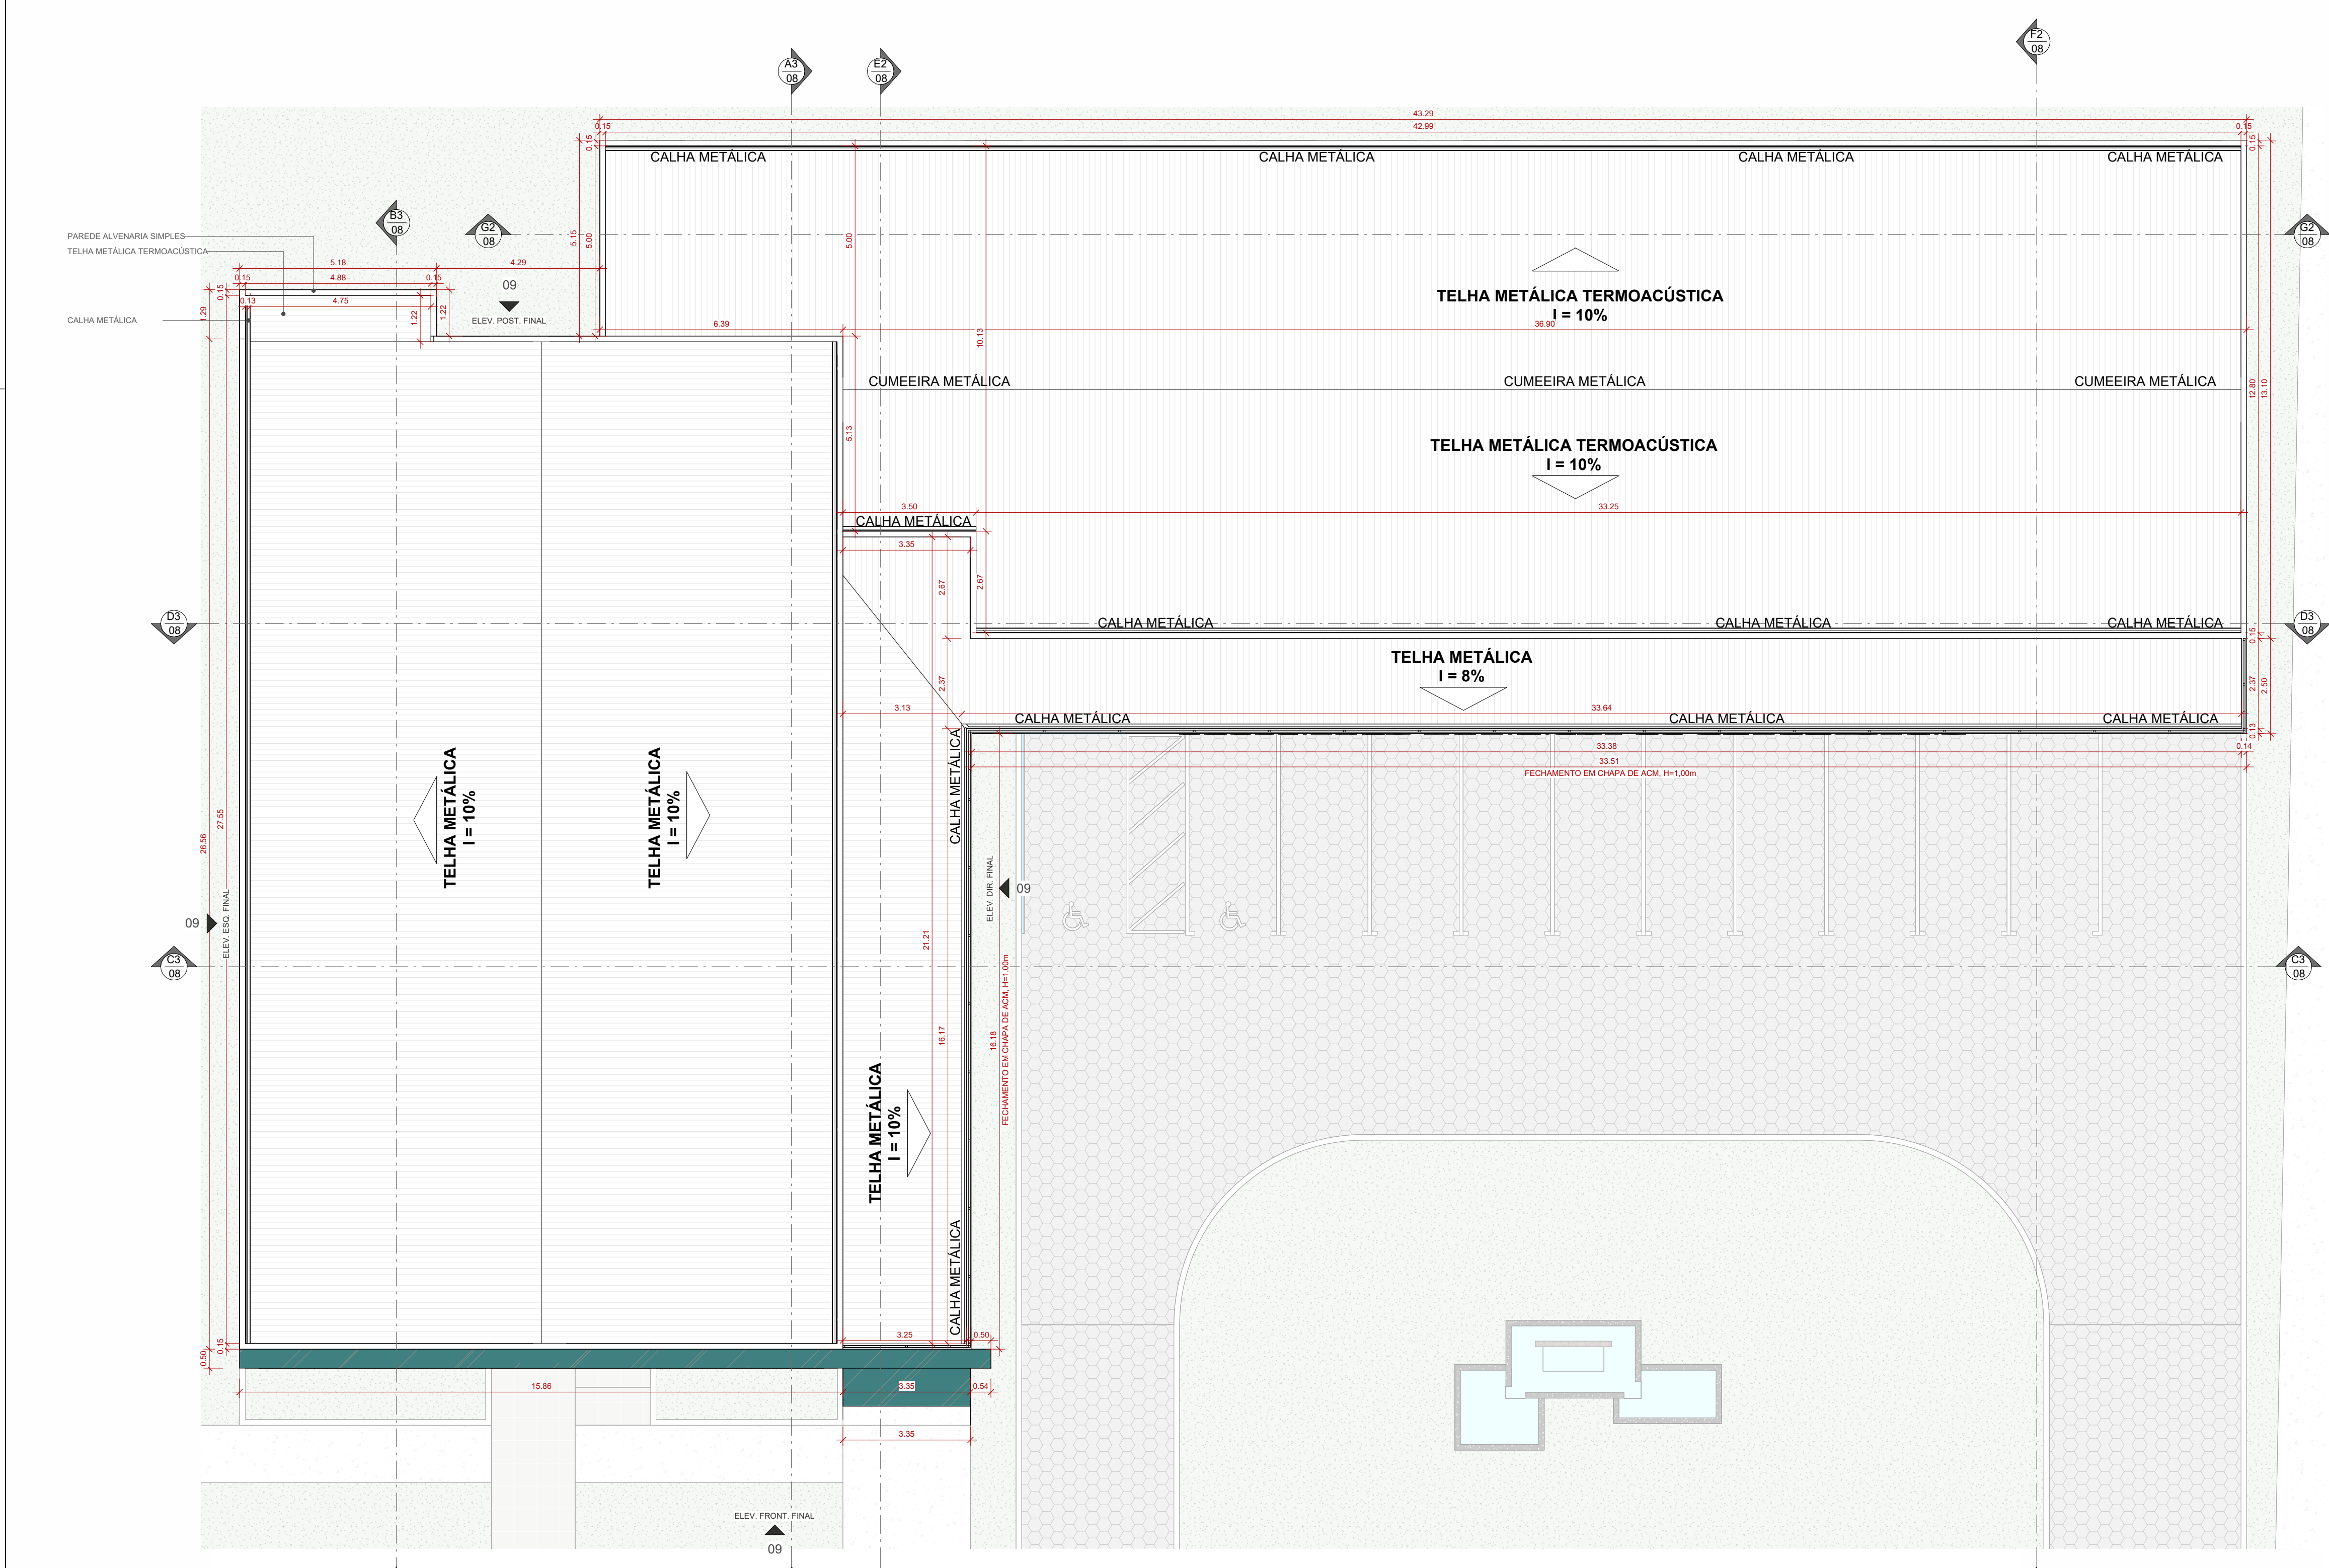 F2
08
A3
08
E2
08
43.29
0.15
42.99
0.15
0.15
0.15
CALHA METÁLICA
CALHA METÁLICA
CALHA METÁLICA
CALHA METÁLICA
B3
08
G2
08
G2
08
PAREDE ALVENARIA SIMPLES
TELHA METÁLICA TERMOACÚSTICA
5.15
5.00
5.00
5.18
4.29
0.15
4.88
0.15
0.15
09
ELEV. POST. FINAL
0.13
4.75
1.29
1.22
1.22
CALHA METÁLICA
TELHA METÁLICA TERMOACÚSTICA
I = 10%
6.39
36.90
10.13
CUMEEIRA METÁLICA
CUMEEIRA METÁLICA
CUMEEIRA METÁLICA
12.80
13.10
5.13
TELHA METÁLICA TERMOACÚSTICA
I = 10%
3.50
33.25
CALHA METÁLICA
3.35
2.67
2.67
D3
08
D3
08
CALHA METÁLICA
CALHA METÁLICA
CALHA METÁLICA
0.15
TELHA METÁLICA
I = 8%
2.37
2.37
2.50
3.13
33.64
CALHA METÁLICA
CALHA METÁLICA
CALHA METÁLICA
0.13
33.38
0.14
33.51
FECHAMENTO EM CHAPA DE ACM, H=1,00m
CALHA METÁLICA
TELHA METÁLICA
I = 10%
TELHA METÁLICA
I = 10%
26.56
27.55
09
ELEV. ESQ. FINAL
ELEV. DIR. FINAL
09
21.21
C3
08
C3
08
16.17
16.18
FECHAMENTO EM CHAPA DE ACM, H=1,00m
TELHA METÁLICA
I = 10%
CALHA METÁLICA
3.25
0.50
0.15
0.50
15.86
3.35
0.54
3.35
ELEV. FRONT. FINAL
09